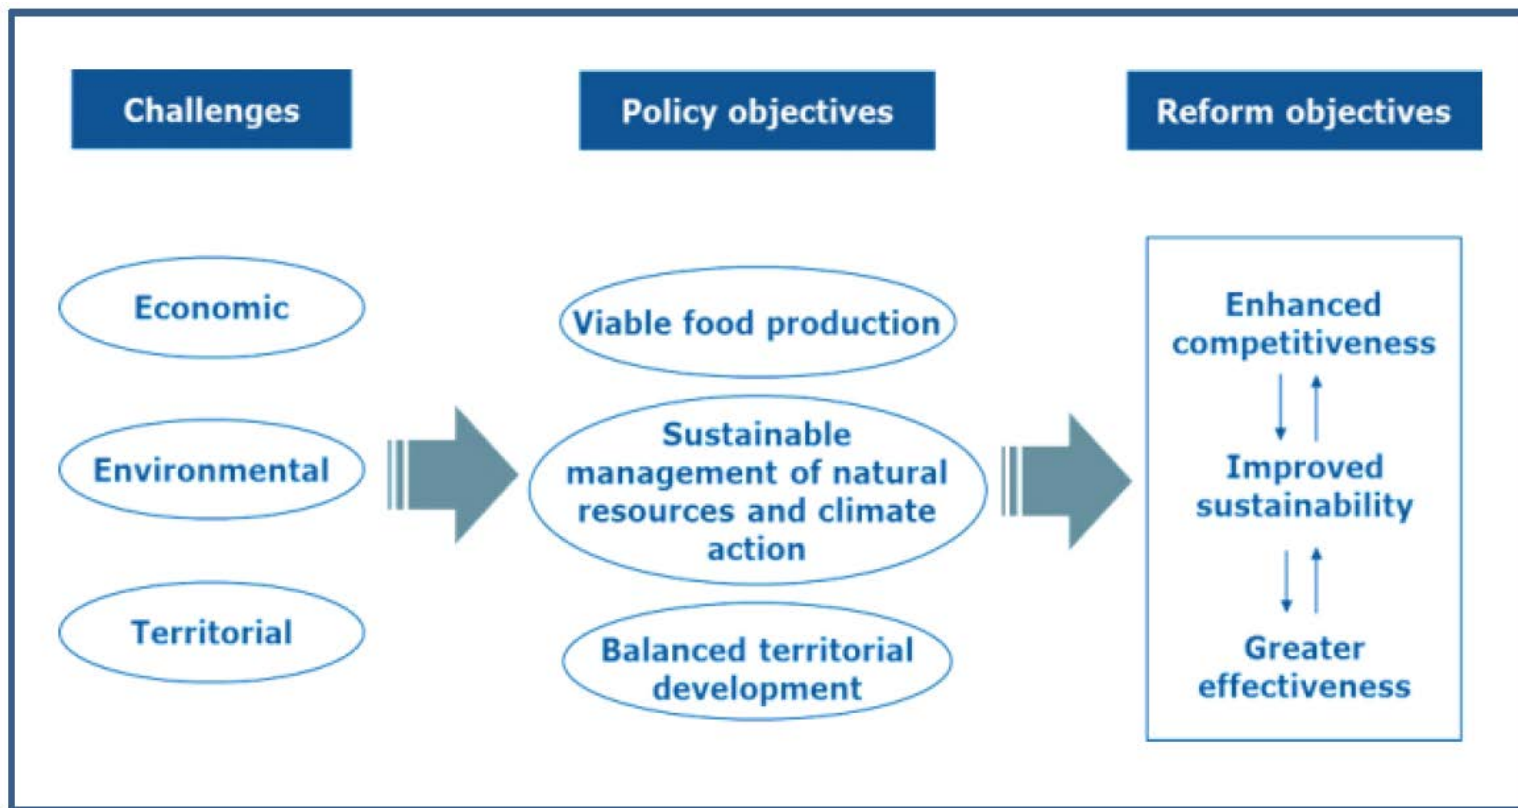 Challenges
Policy objectives
Reform objectives
Economic
Environmental
Territorial
Viable food production
Sustainable
management of natural
resources and climate
action
Balanced territorial
development
Enhanced
competitiveness
Improved
sustainability
Greater
effectiveness